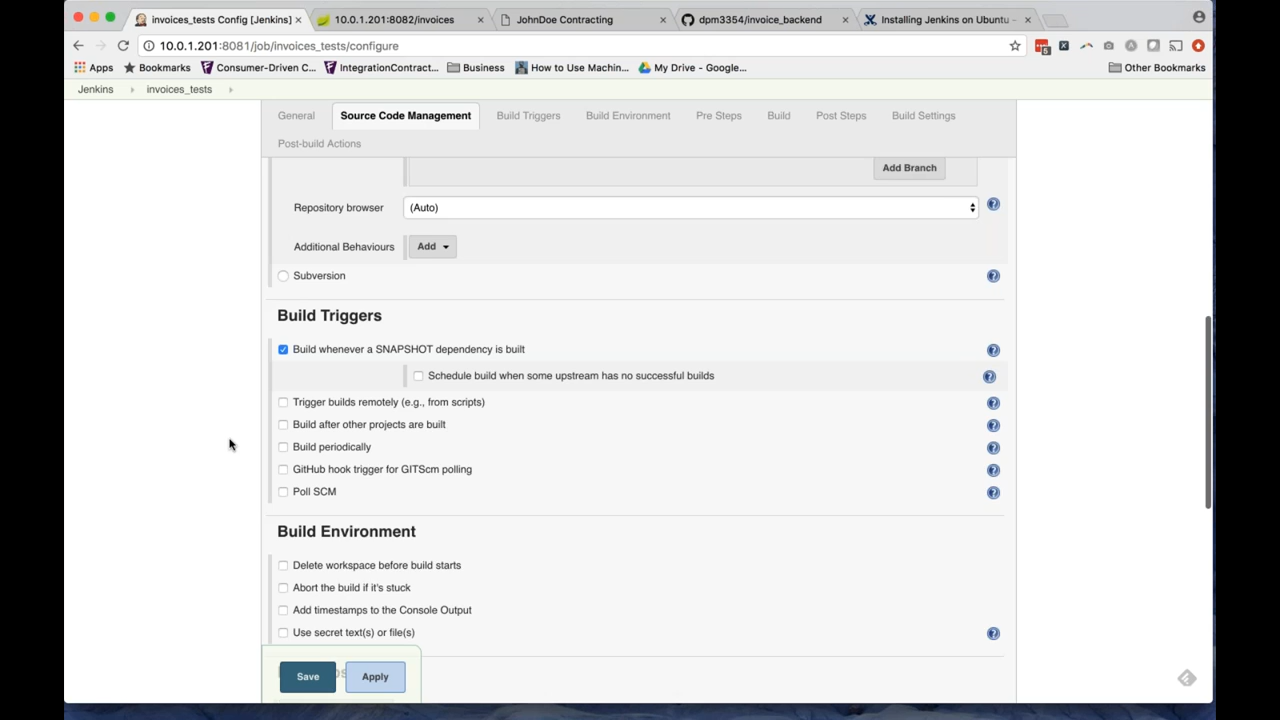 invoices_tests Config [Jenkins]
10.0.1.201:8082/invoices
JohnDoe Contracting
dpm3354/invoice_backend
Installing Jenkins on Ubuntu -
10.0.1.201:8081/job/invoices_tests/configure
Apps
Bookmarks
Consumer-Driven C...
IntegrationContract...
Business
How to Use Machin...
My Drive - Google...
Other Bookmarks
Jenkins
invoices_tests
General
Source Code Management
Build Triggers
Build Environment
Pre Steps
Build
Post Steps
Build Settings
Post-build Actions
Add Branch
Repository browser
(Auto)
Additional Behaviours
Add
Subversion
Build Triggers
Build whenever a SNAPSHOT dependency is built
Schedule build when some upstream has no successful builds
Trigger builds remotely (e.g., from scripts)
Build after other projects are built
Build periodically
GitHub hook trigger for GITScm polling
Poll SCM
Build Environment
Delete workspace before build starts
Abort the build if it's stuck
Add timestamps to the Console Output
Use secret text(s) or file(s)
Save
Apply